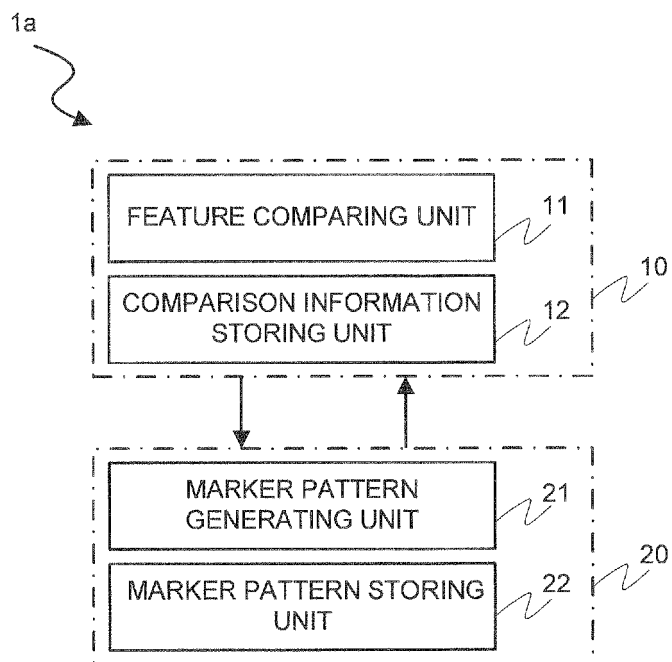 1a
FEATURE COMPARING UNIT
11
COMPARISON INFORMATION
STORING UNIT
12
10
MARKER PATTERN
GENERATING UNIT
21
MARKER PATTERN STORING
UNIT
22
20